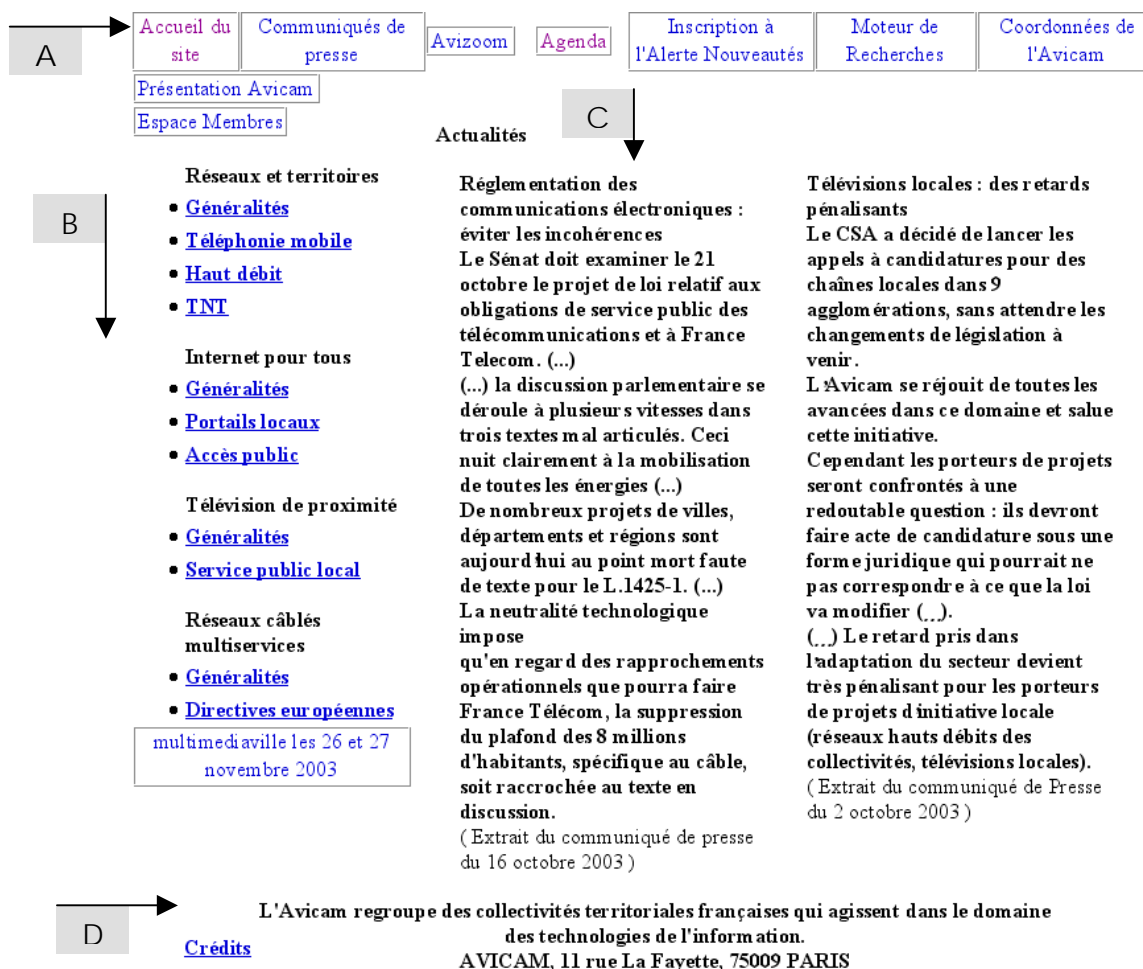 A
Accueil du
site
Communiqués de
presse
Avizoom
Agenda
Inscription à
l'Alerte Nouveautés
Moteur de
Recherches
Coordonnées de
l'Avicam
Présentation Avicam
Espace Membres
B
Réseaux et territoires
Généralités
Téléphonie mobile
Haut débit
TNT
Internet pour tous
Généralités
Portails locaux
Accès public
Télévision de proximité
Généralités
Service public local
Réseaux câblés
multiservices
Généralités
Directives européennes
multimediaville les 26 et 27
novembre 2003
C
Actualités
Réglementation des
communications électroniques :
éviter les incohérences
Le Sénat doit examiner le 21
octobre le projet de loi relatif aux
obligations de service public des
télécommunications et à France
Telecom. (...)
(...) la discussion parlementaire se
déroule à plusieurs vitesses dans
trois textes mal articulés. Ceci
nuit clairement à la mobilisation
de toutes les énergies (...)
De nombreux projets de villes,
départements et régions sont
aujourd'hui au point mort faute
de texte pour le L.1425-1. (...)
La neutralité technologique
impose
qu'en regard des rapprochements
opérationnels que pourra faire
France Télécom, la suppression
du plafond des 8 millions
d'habitants, spécifique au câble,
soit raccrochée au texte en
discussion.
( Extrait du communiqué de presse
du 16 octobre 2003 )
Télévisions locales : des retards
pénalisants
Le CSA a décidé de lancer les
appels à candidatures pour des
chaînes locales dans 9
agglomérations, sans attendre les
changements de législation à
venir.
L'Avicam se réjouit de toutes les
avancées dans ce domaine et salue
cette initiative.
Cependant les porteurs de projets
seront confrontés à une
redoutable question : ils devront
faire acte de candidature sous une
forme juridique qui pourrait ne
pas correspondre à ce que la loi
va modifier (...).
(...) Le retard pris dans
l'adaptation du secteur devient
très pénalisant pour les porteurs
de projets d'initiative locale
(réseaux hauts débits des
collectivités, télévisions locales).
( Extrait du communiqué de Presse
du 2 octobre 2003 )
D
L'Avicam regroupe des collectivités territoriales françaises qui agissent dans le domaine
des technologies de l'information.
Crédits
AVICAM, 11 rue La Fayette, 75009 PARIS